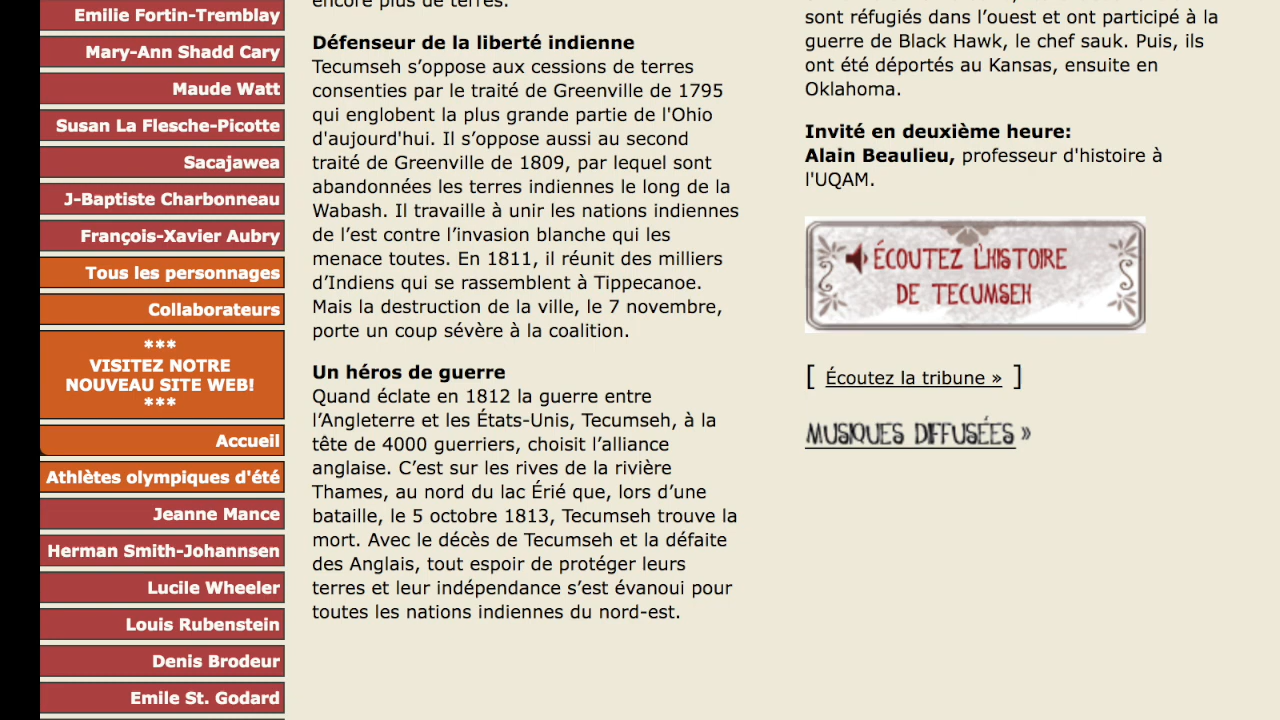 Emilie Fortin-Tremblay
Mary-Ann Shadd Cary
Maude Watt
Susan La Flesche-Picotte
Sacajawea
J-Baptiste Charbonneau
François-Xavier Aubry
Tous les personnages
Collaborateurs
***
VISITEZ NOTRE
NOUVEAU SITE WEB!
***
Accueil
Athlètes olympiques d'été
Jeanne Mance
Herman Smith-Johannsen
Lucile Wheeler
Louis Rubenstein
Denis Brodeur
Emile St. Godard
encore plus de terres.
Défenseur de la liberté indienne
Tecumseh s’oppose aux cessions de terres
consenties par le traité de Greenville de 1795
qui englobent la plus grande partie de l'Ohio
d'aujourd'hui. Il s’oppose aussi au second
traité de Greenville de 1809, par lequel sont
abandonnées les terres indiennes le long de la
Wabash. Il travaille à unir les nations indiennes
de l’est contre l’invasion blanche qui les
menace toutes. En 1811, il réunit des milliers
d’Indiens qui se rassemblent à Tippecanoe.
Mais la destruction de la ville, le 7 novembre,
porte un coup sévère à la coalition.
Un héros de guerre
Quand éclate en 1812 la guerre entre
l’Angleterre et les États-Unis, Tecumseh, à la
tête de 4000 guerriers, choisit l’alliance
anglaise. C’est sur les rives de la rivière
Thames, au nord du lac Érié que, lors d’une
bataille, le 5 octobre 1813, Tecumseh trouve la
mort. Avec le décès de Tecumseh et la défaite
des Anglais, tout espoir de protéger leurs
terres et leur indépendance s’est évanoui pour
toutes les nations indiennes du nord-est.
sont réfugiés dans l’ouest et ont participé à la
guerre de Black Hawk, le chef sauk. Puis, ils
ont été déportés au Kansas, ensuite en
Oklahoma.
Invité en deuxième heure:
Alain Beaulieu, professeur d'histoire à
l'UQAM.
ÉCOUTEZ L'HISTOIRE
DE TECUMSEH
[ Écoutez la tribune » ]
MUSIQUES DIFFUSÉES »